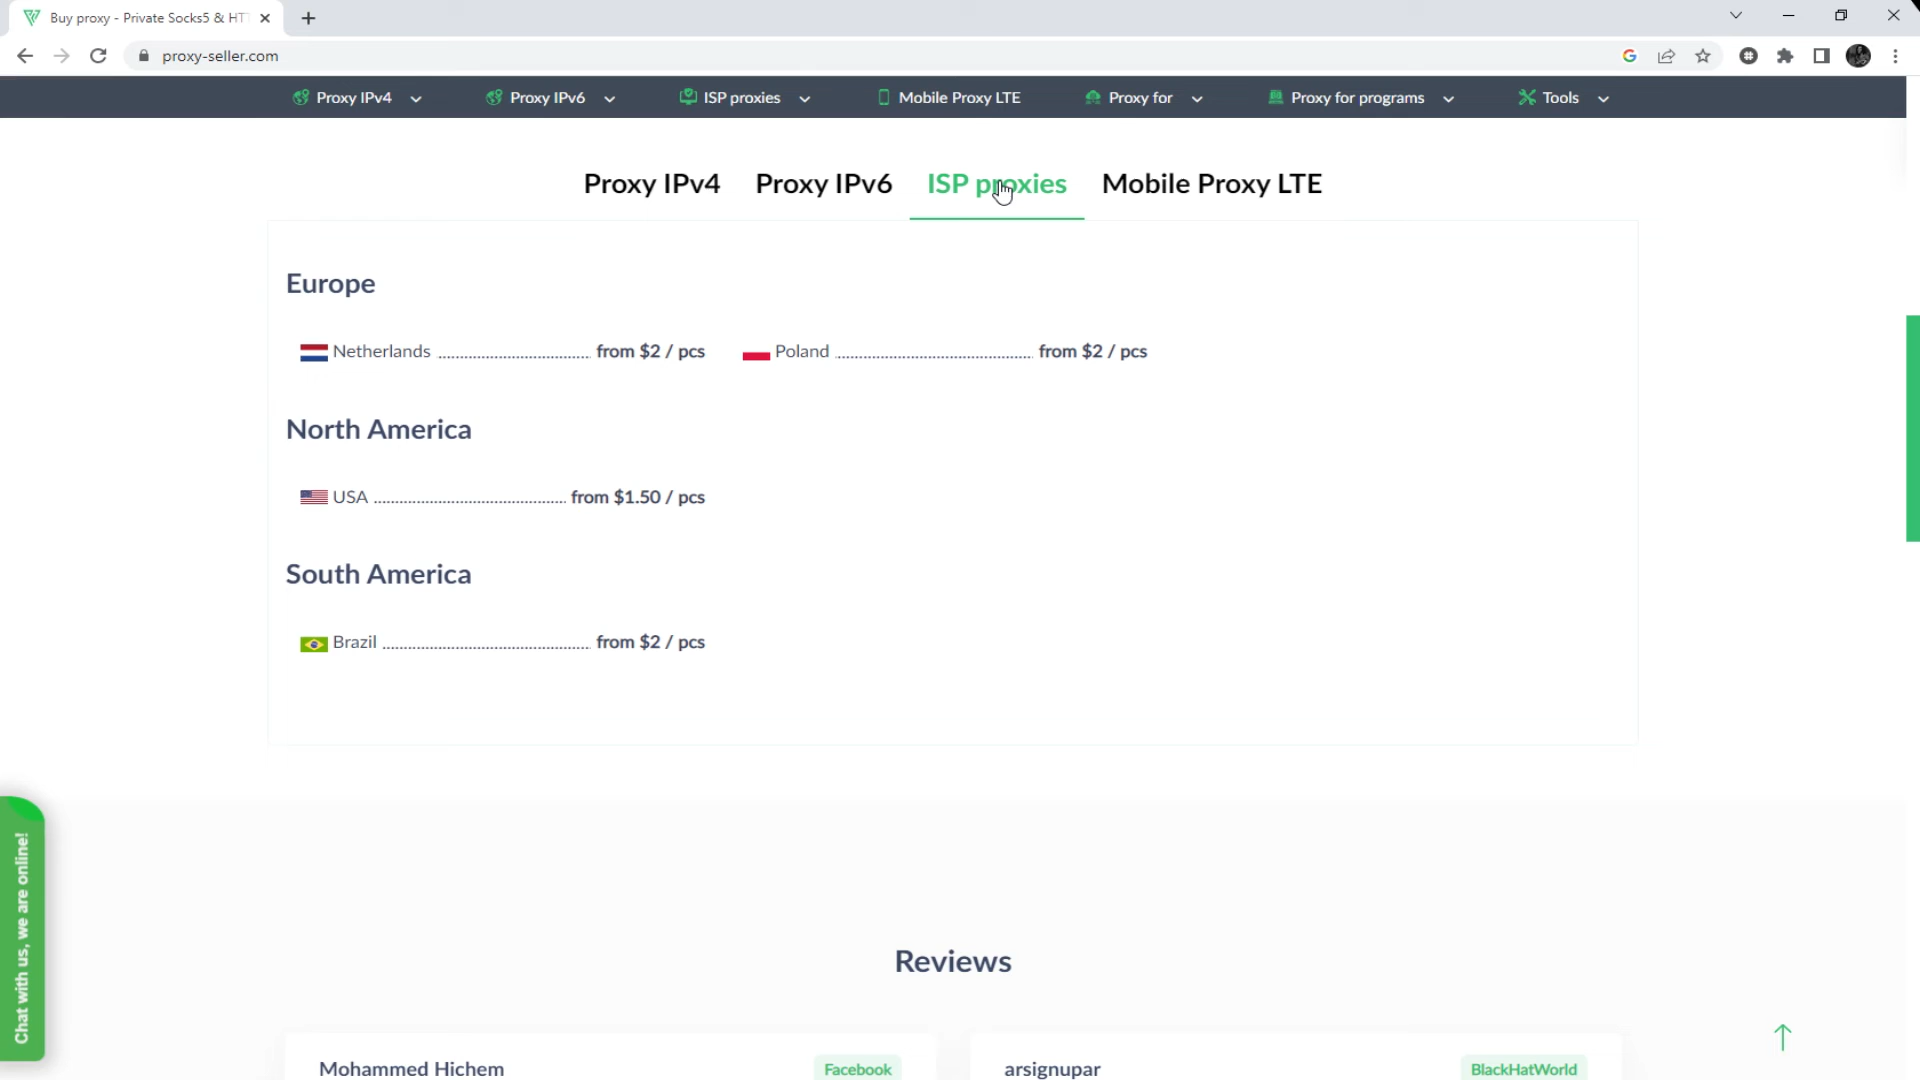 Buy proxy - Private Socks5 & HT
proxy-seller.com
Proxy IPv4
Proxy IPv6
ISP proxies
Mobile Proxy LTE
Proxy for
Proxy for programs
Tools
Proxy IPv4
Proxy IPv6
ISP proxies
Mobile Proxy LTE
Europe
Netherlands from $2 / pcs
Poland from $2 / pcs
North America
USA from $1.50 / pcs
South America
Brazil from $2 / pcs
Chat with us, we are online!
Reviews
Mohammed Hichem
Facebook
arsignupar
BlackHatWorld